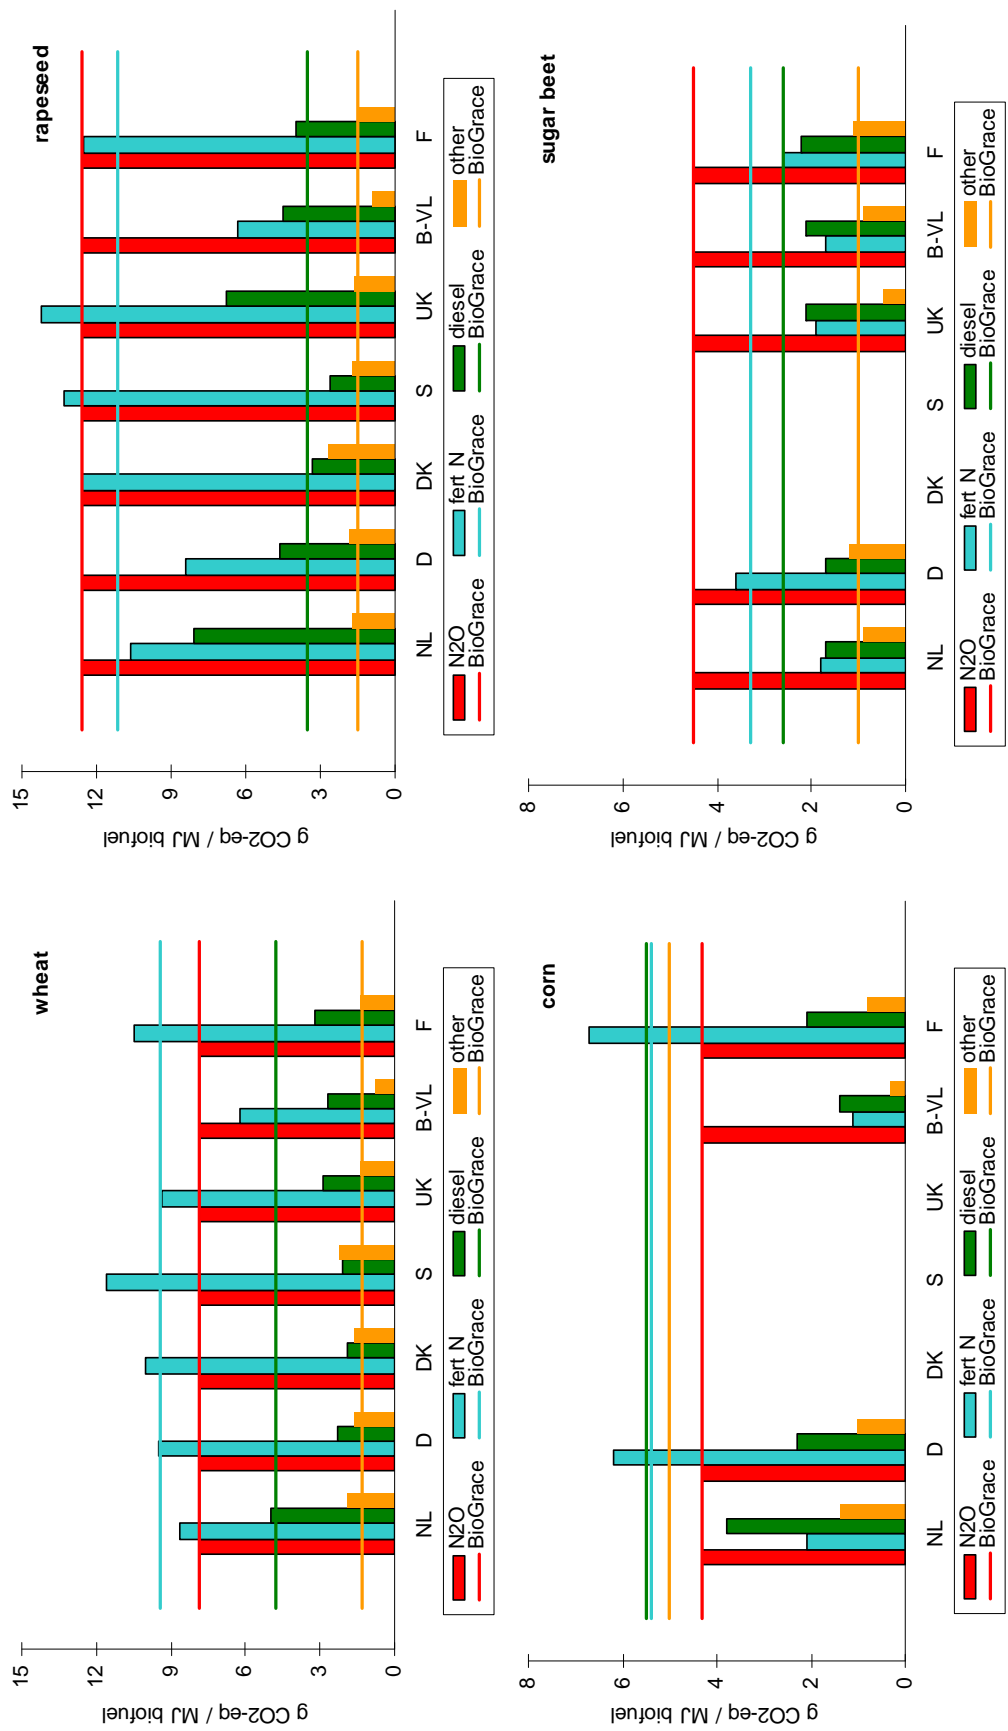 wheat
g CO2-eq / MJ biofuel
15
12
9
6
3
0
NL D DK S UK B-VL F
N2O fert N diesel other
BioGrace BioGrace BioGrace BioGrace
rapeseed
g CO2-eq / MJ biofuel
15
12
9
6
3
0
NL D DK S UK B-VL F
N2O fert N diesel other
BioGrace BioGrace BioGrace BioGrace
corn
g CO2-eq / MJ biofuel
8
6
4
2
0
NL D DK S UK B-VL F
N2O fert N diesel other
BioGrace BioGrace BioGrace BioGrace
sugar beet
g CO2-eq / MJ biofuel
8
6
4
2
0
NL D DK S UK B-VL F
N2O fert N diesel other
BioGrace BioGrace BioGrace BioGrace